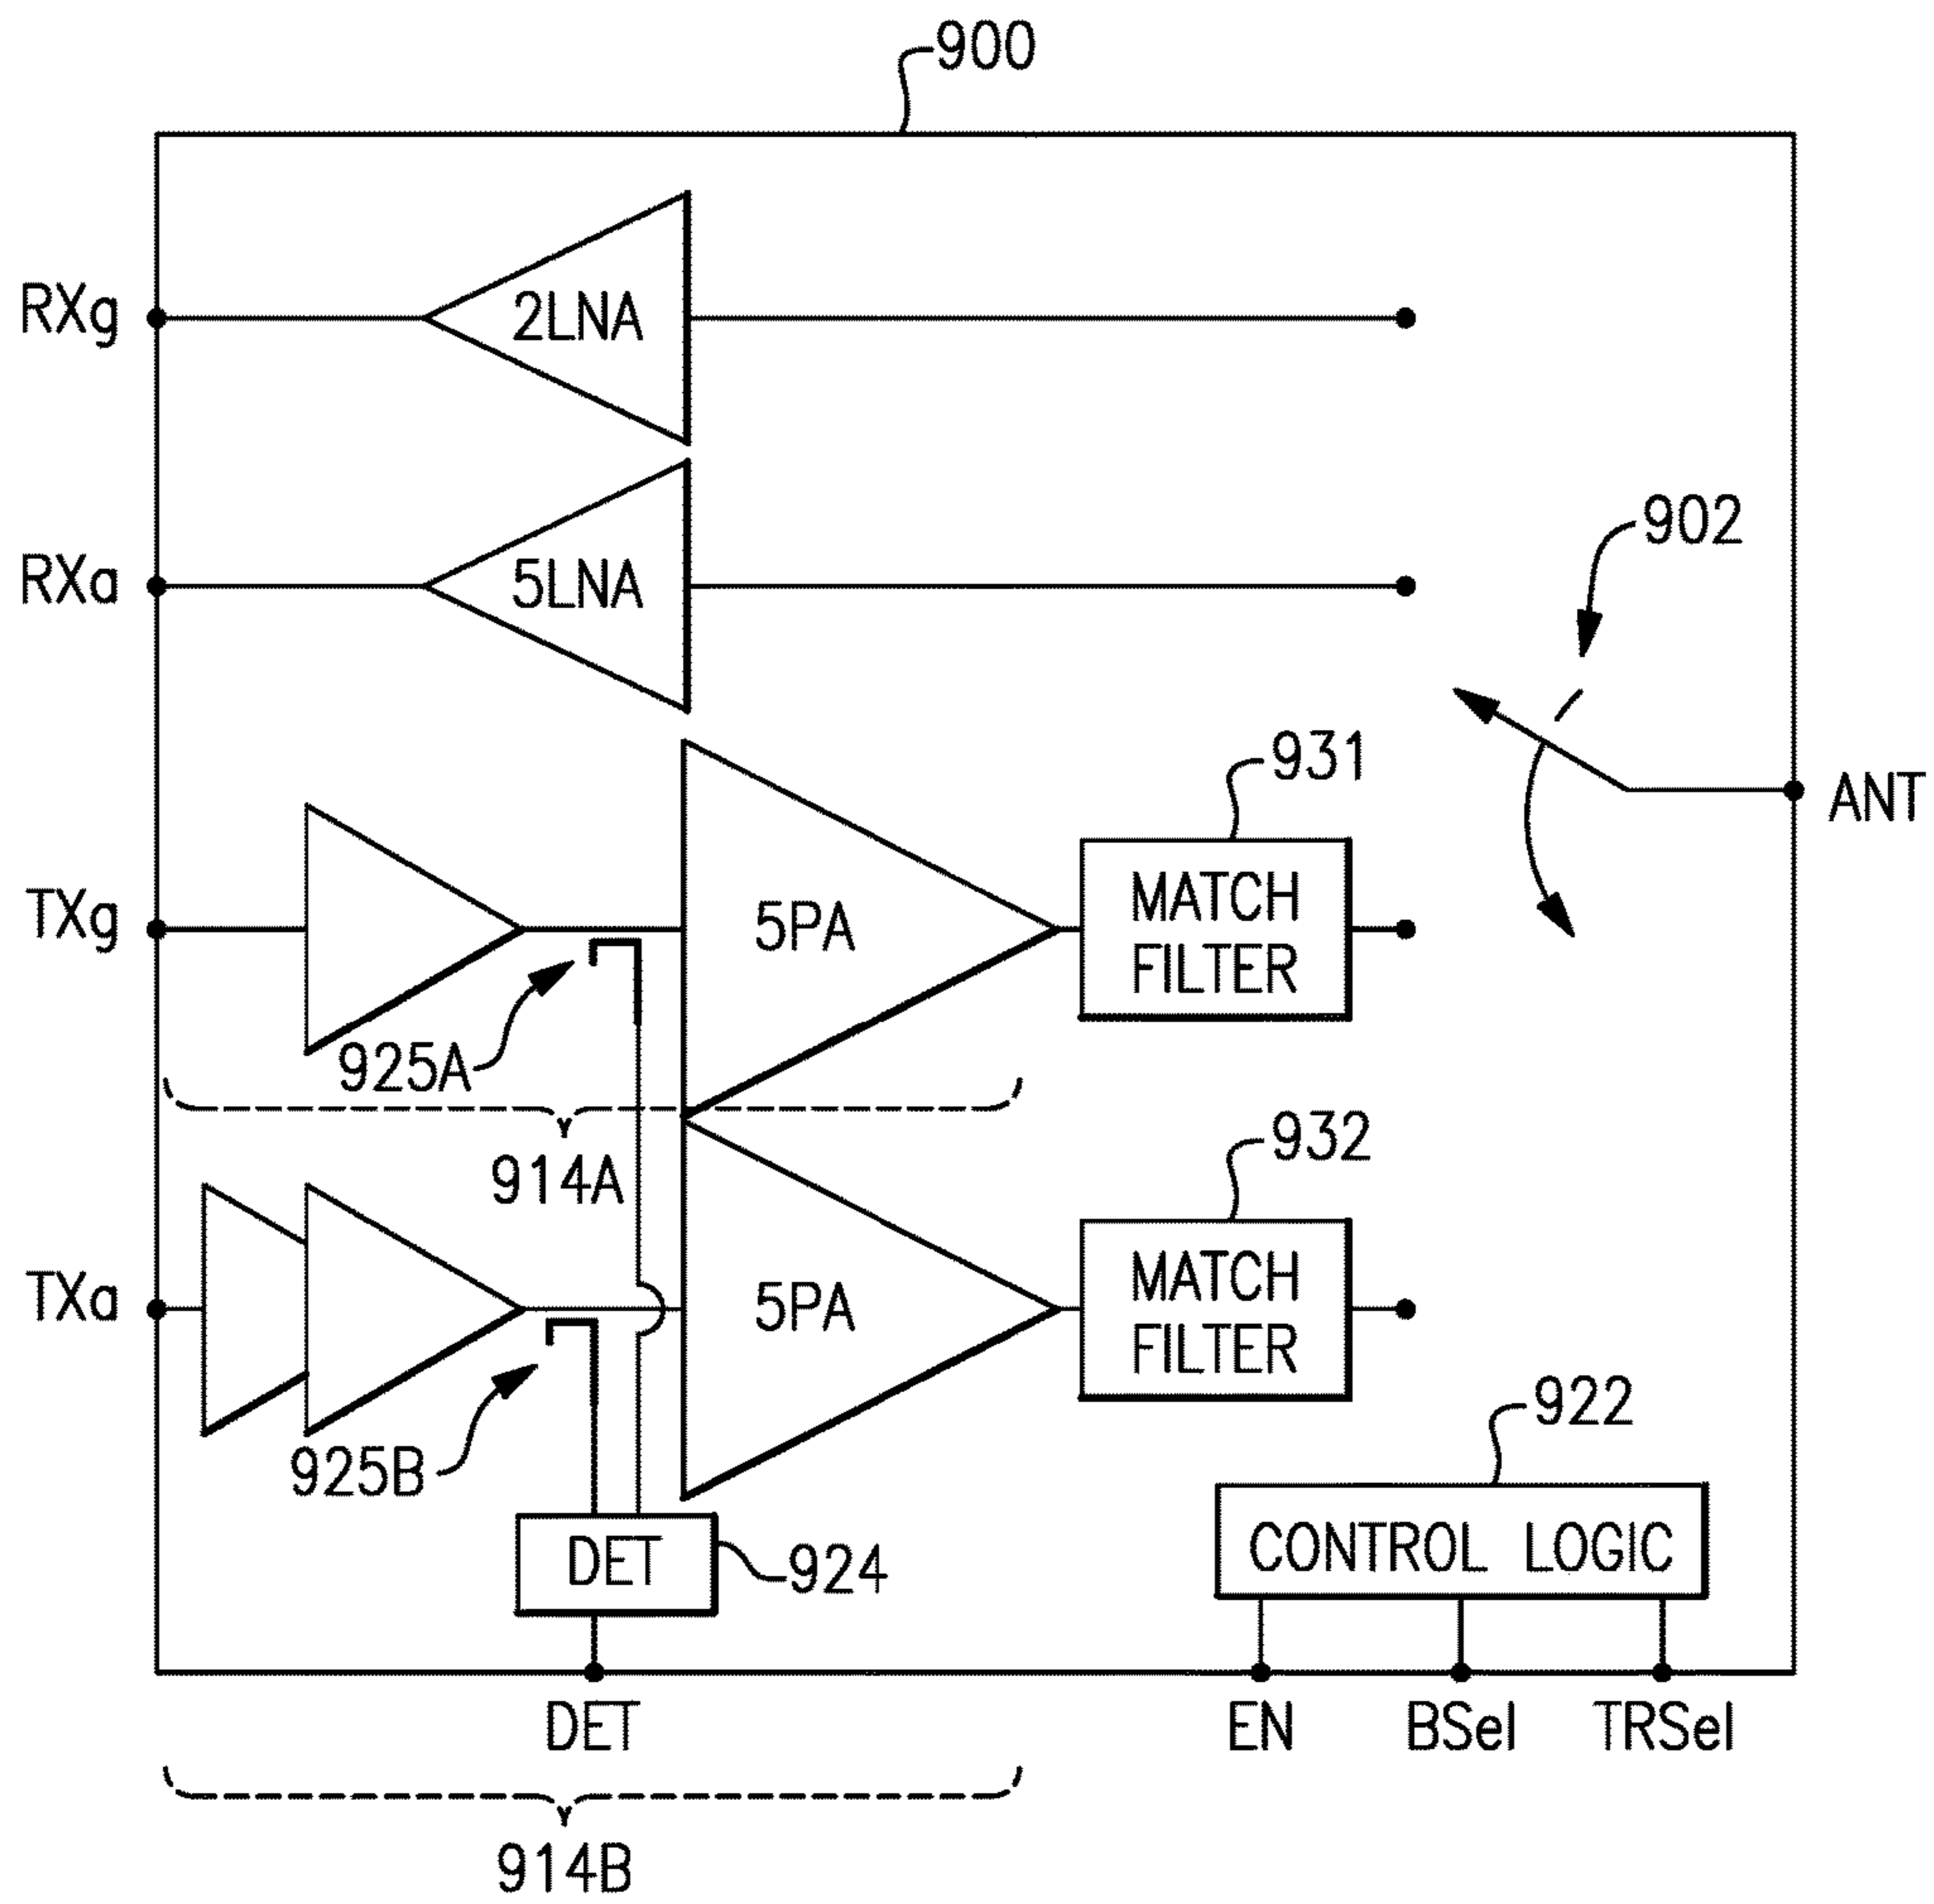 900
RXg
2LNA
RXa
5LNA
902
931
ANT
TXg
5PA
MATCH
FILTER
925A
914A
932
TXa
5PA
MATCH
FILTER
925B
922
DET
924
CONTROL LOGIC
DET
EN
BSel
TRSel
914B